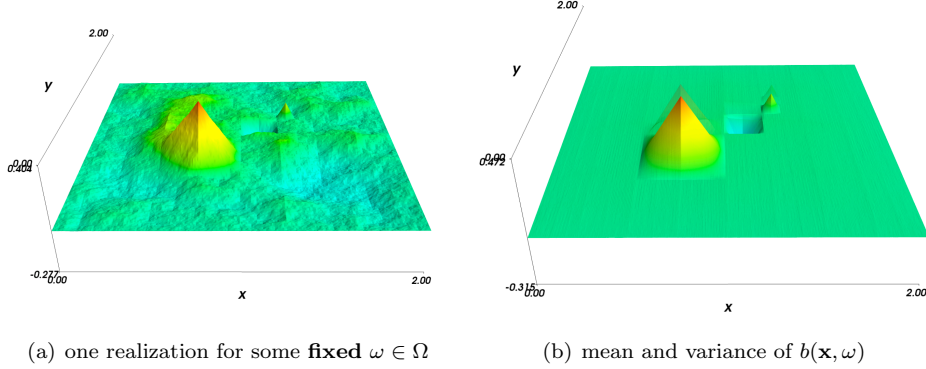 2.00
y
0.00
0.404
-0.277
0.00
x
2.00
2.00
y
0.00
0.472
-0.315
0.00
x
2.00
(a) one realization for some fixed ω ∈ Ω
(b) mean and variance of b(x, ω)